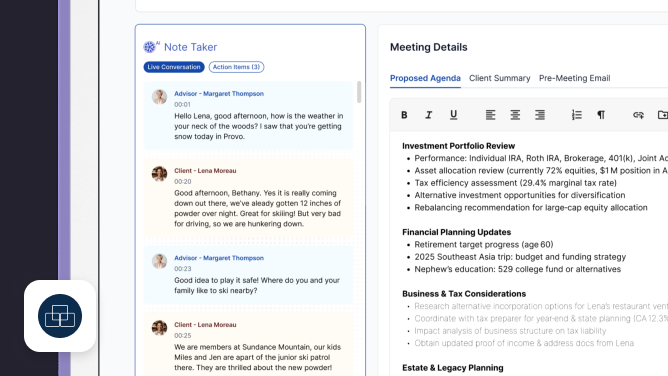 AI Note Taker
Live Conversation
Action Items (3)
Advisor - Margaret Thompson
00:01
Hello Lena, good afternoon, how is the weather in
your neck of the woods? I saw that you're getting
snow today in Provo.
Client - Lena Moreau
00:20
Good afternoon, Bethany. Yes it is really coming
down out there, we've aleady gotten 12 inches of
powder over night. Great for skiiing! But very bad
for driving, so we are hunkering down.
Advisor - Margaret Thompson
00:23
Good idea to play it safe! Where do you and your
family like to ski nearby?
Client - Lena Moreau
00:25
We are members at Sundance Mountain, our kids
Miles and Jen are apart of the junior ski patrol
there. They are thrilled about the new powder!
Meeting Details
Proposed Agenda Client Summary Pre-Meeting Email
B I U
Investment Portfolio Review
• Performance: Individual IRA, Roth IRA, Brokerage, 401(k), Joint
• Asset allocation review (currently 72% equities, $1 M position in
• Tax efficiency assessment (29.4% marginal tax rate)
• Alternative investment opportunities for diversification
• Rebalancing recommendation for large-cap equity allocation
Financial Planning Updates
• Retirement target progress (age 60)
• 2025 Southeast Asia trip: budget and funding strategy
• Nephew's education: 529 college fund or alternatives
Business & Tax Considerations
• Research alternative incorporation options for Lena's restaurant
• Coordinate with tax preparer for year-end & state planning (CA 12.3%
• Impact analysis of business structure on tax liability
• Obtain updated proof of income & address docs from Lena
Estate & Legacy Planning